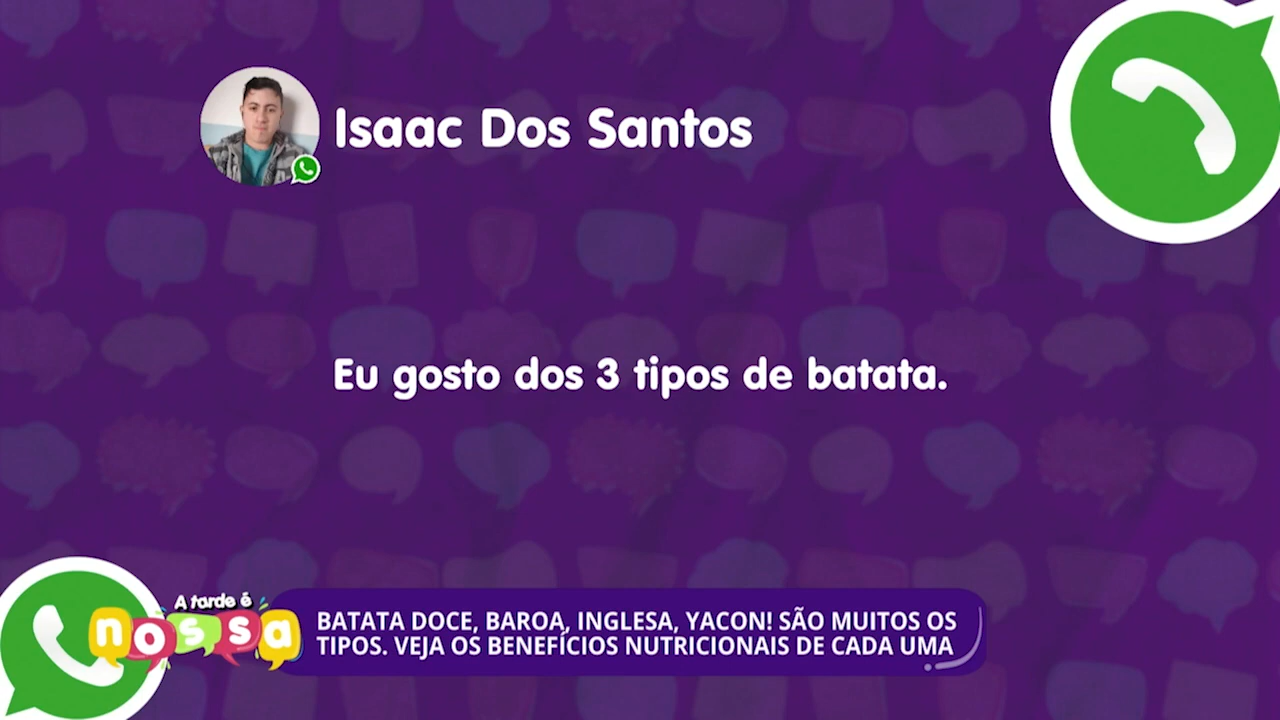 Isaac Dos Santos
Eu gosto dos 3 tipos de batata.
A tarde é
nossa
BATATA DOCE, BAROA, INGLESA, YACON! SÃO MUITOS OS
TIPOS. VEJA OS BENEFÍCIOS NUTRICIONAIS DE CADA UMA